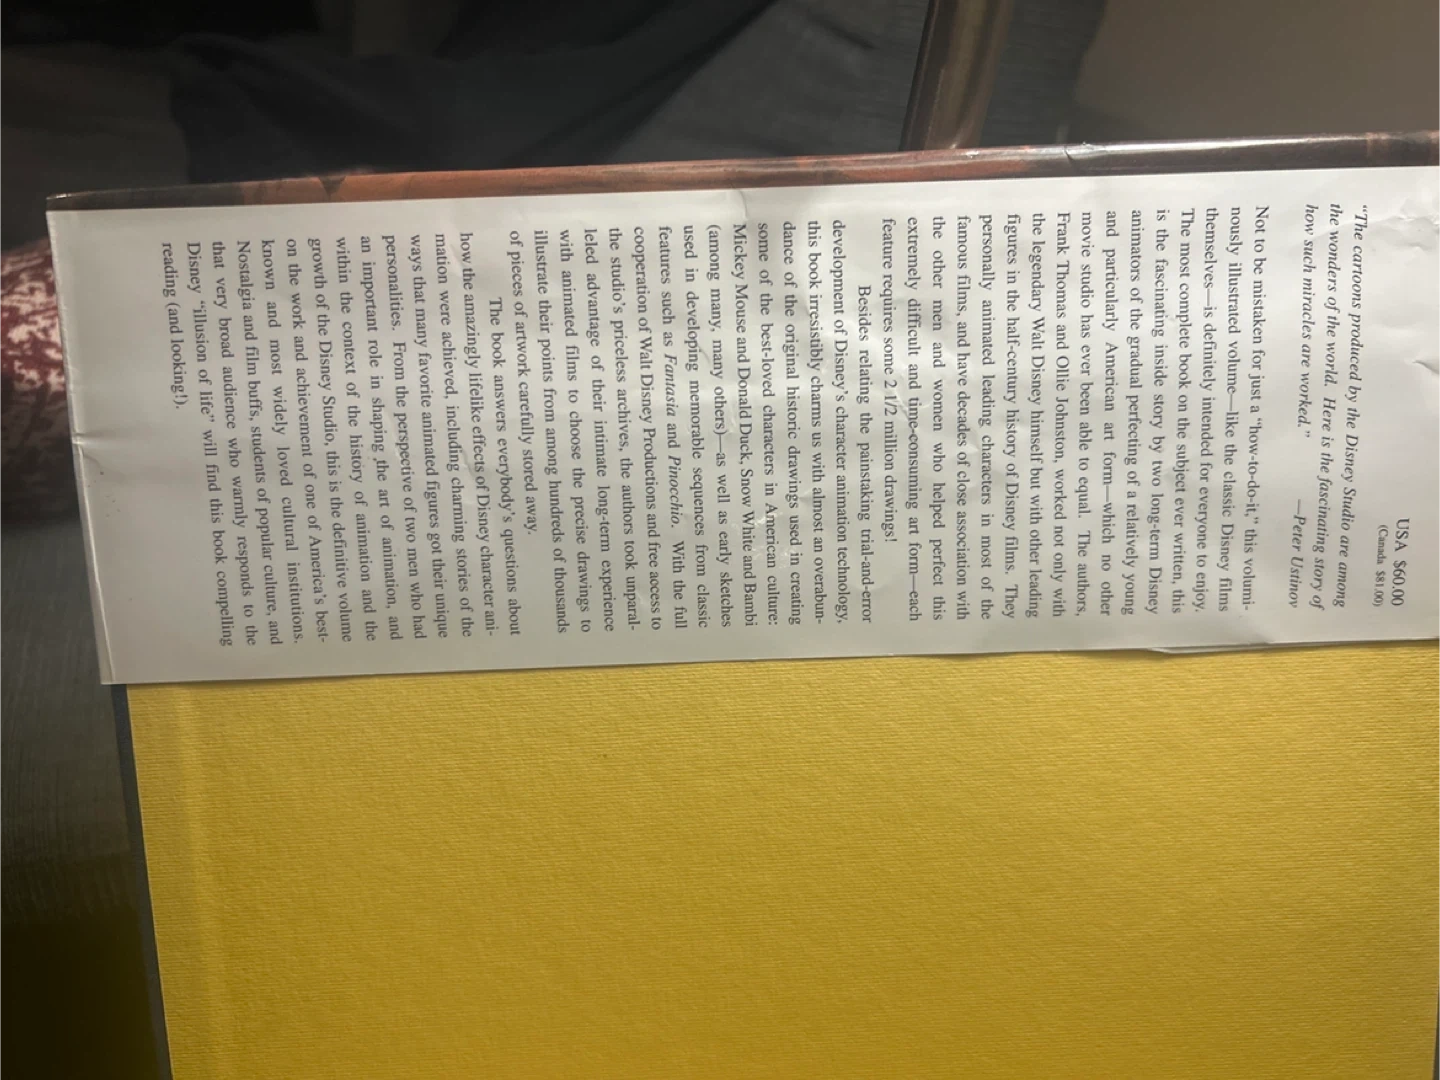 USA $60.00
(Canada $81.00)
“The cartoons produced by the Disney Studio are among
the wonders of the world. Here is the fascinating story of
how such miracles are worked.”
—Peter Ustinov
Not to be mistaken for just a “how-to-do-it,” this volumi-
nously illustrated volume—like the classic Disney films
themselves—is definitely intended for everyone to enjoy.
The most complete book on the subject ever written, this
is the fascinating inside story by two long-term Disney
animators of the gradual perfecting of a relatively young
and particularly American art form—which no other
movie studio has ever been able to equal. The authors,
Frank Thomas and Ollie Johnston, worked not only with
the legendary Walt Disney himself but with other leading
figures in the half-century history of Disney films. They
personally animated leading characters in most of the
famous films, and have decades of close association with
the other men and women who helped perfect this
extremely difficult and time-consuming art form—each
feature requires some 2 1/2 million drawings!
Besides relating the painstaking trial-and-error
development of Disney’s character animation technology,
this book irresistibly charms us with almost an overabun-
dance of the original historic drawings used in creating
some of the best-loved characters in American culture:
Mickey Mouse and Donald Duck, Snow White and Bambi
(among many, many others)—as well as early sketches
used in developing memorable sequences from classic
features such as Fantasia and Pinocchio. With the full
cooperation of Walt Disney Productions and free access to
the studio’s priceless archives, the authors took unparal-
leled advantage of their intimate long-term experience
with animated films to choose the precise drawings to
illustrate their points from among hundreds of thousands
of pieces of artwork carefully stored away.
The book answers everybody’s questions about
how the amazingly lifelike effects of Disney character ani-
mation were achieved, including charming stories of the
ways that many favorite animated figures got their unique
personalities. From the perspective of two men who had
an important role in shaping the art of animation, and
within the context of the history of animation and the
growth of the Disney Studio, this is the definitive volume
on the work and achievement of one of America’s best-
known and most widely loved cultural institutions.
Nostalgia and film buffs, students of popular culture, and
that very broad audience who warmly responds to the
Disney “illusion of life” will find this book compelling
reading (and looking!).